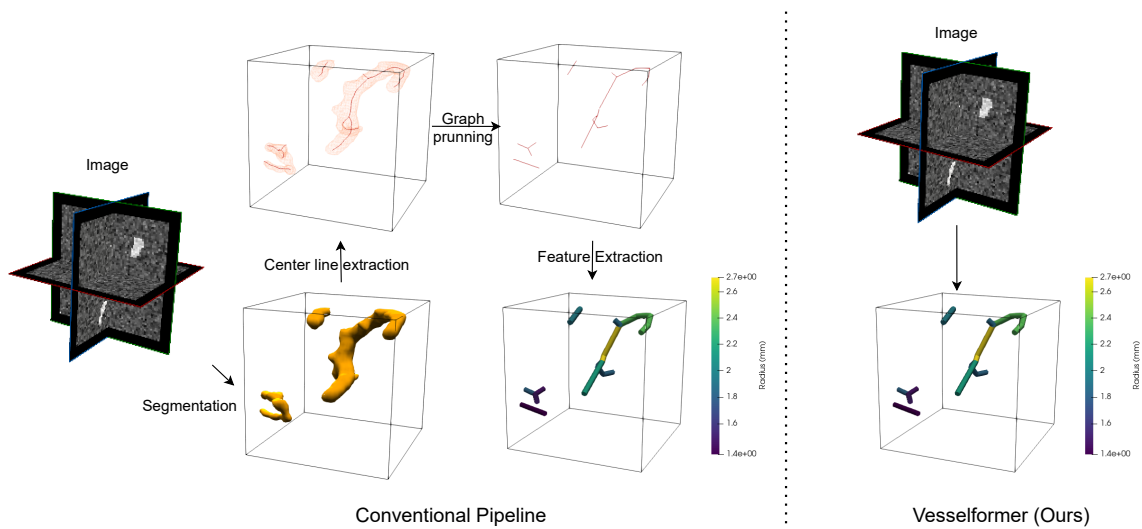 Image
Segmentation
Center line extraction
Graph
prunning
Feature Extraction
2.7e+00
2.6
2.4
2.2
2
1.8
1.6
1.4e+00
Radius (mm)
Conventional Pipeline
Image
2.7e+00
2.6
2.4
2.2
2
1.8
1.6
1.4e+00
Radius (mm)
Vesselformer (Ours)